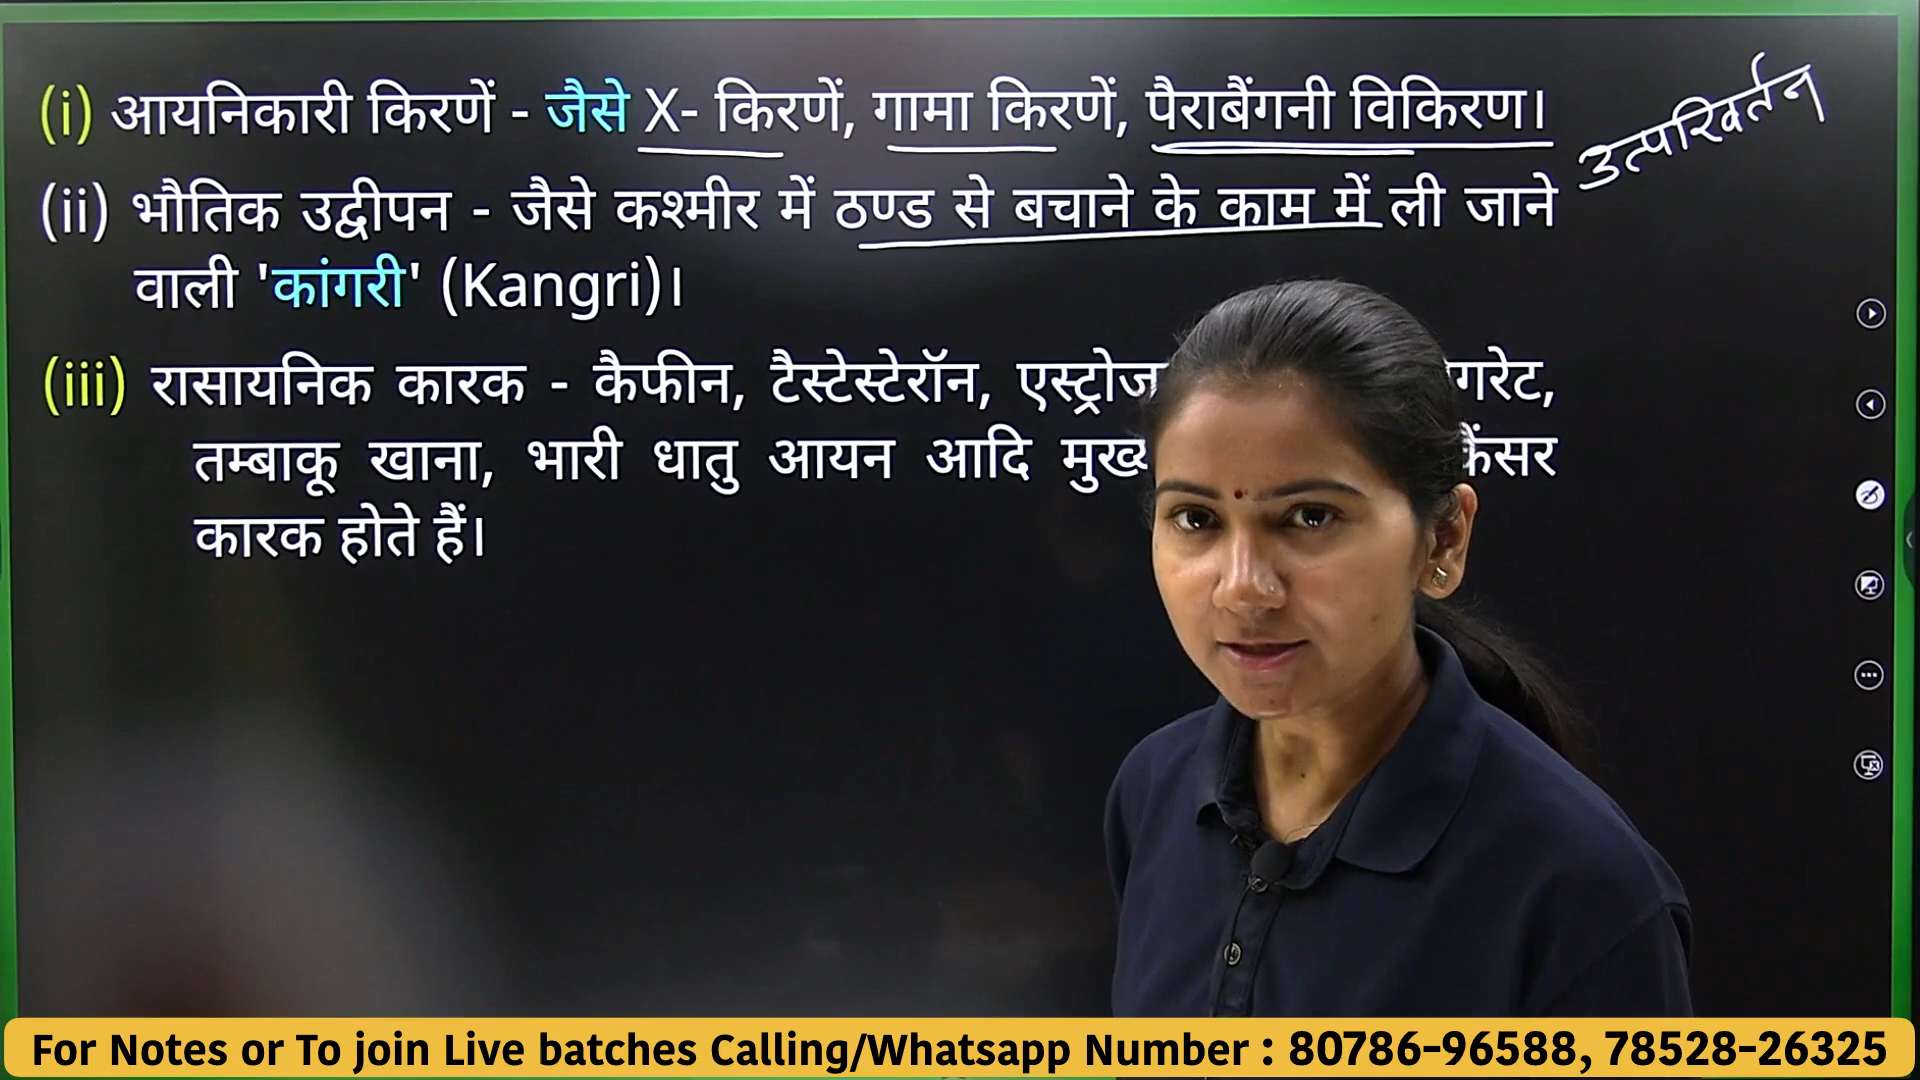 (i) आयनिकारी किरणें - जैसे X- किरणें, गामा किरणें, पैराबैंगनी विकिरण।
उत्परिवर्तन
(ii) भौतिक उद्वीपन - जैसे कश्मीर में ठण्ड से बचाने के काम में ली जाने
वाली 'कांगरी' (Kangri)।
(iii) रासायनिक कारक - कैफीन, टैस्टेस्टेरॉन,
तम्बाकू खाना, भारी धातु आयन आदि कैंसर
कारक होते हैं।
For Notes or To join Live batches Calling/Whatsapp Number : 80786-96588, 78528-26325